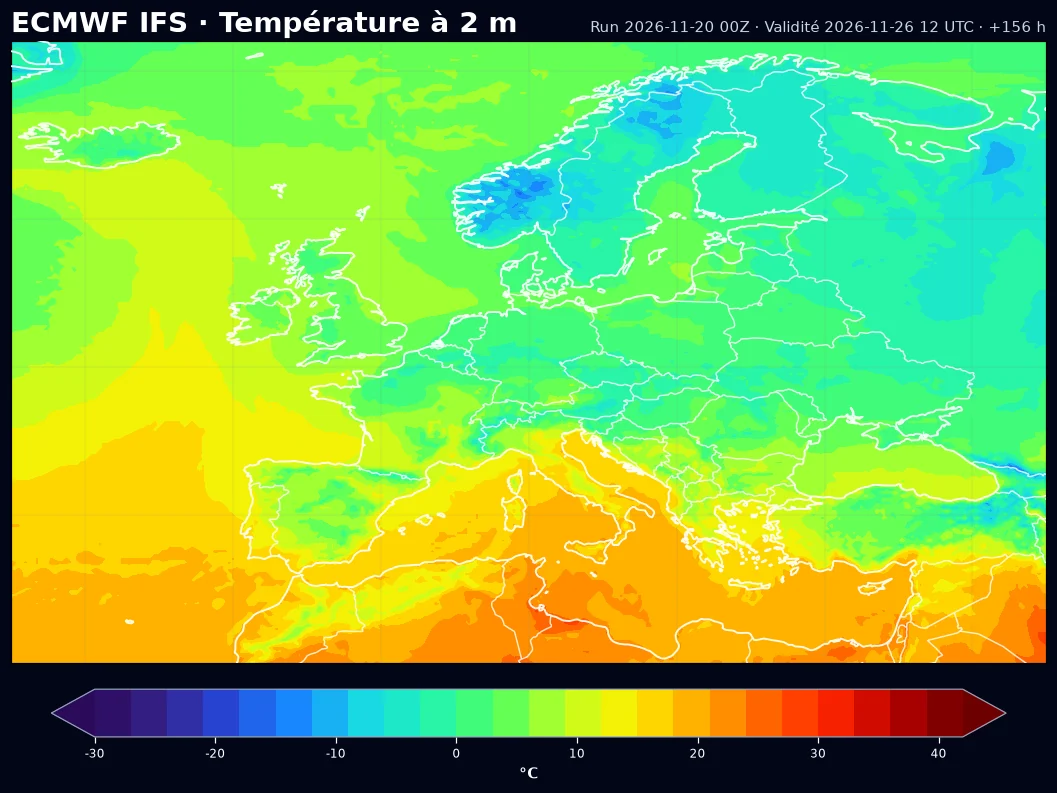 ECMWF IFS · Température à 2 m
Run 2026-11-20 00Z · Validité 2026-11-26 12 UTC · +156 h
-30 -20 -10 0 10 20 30 40
°C